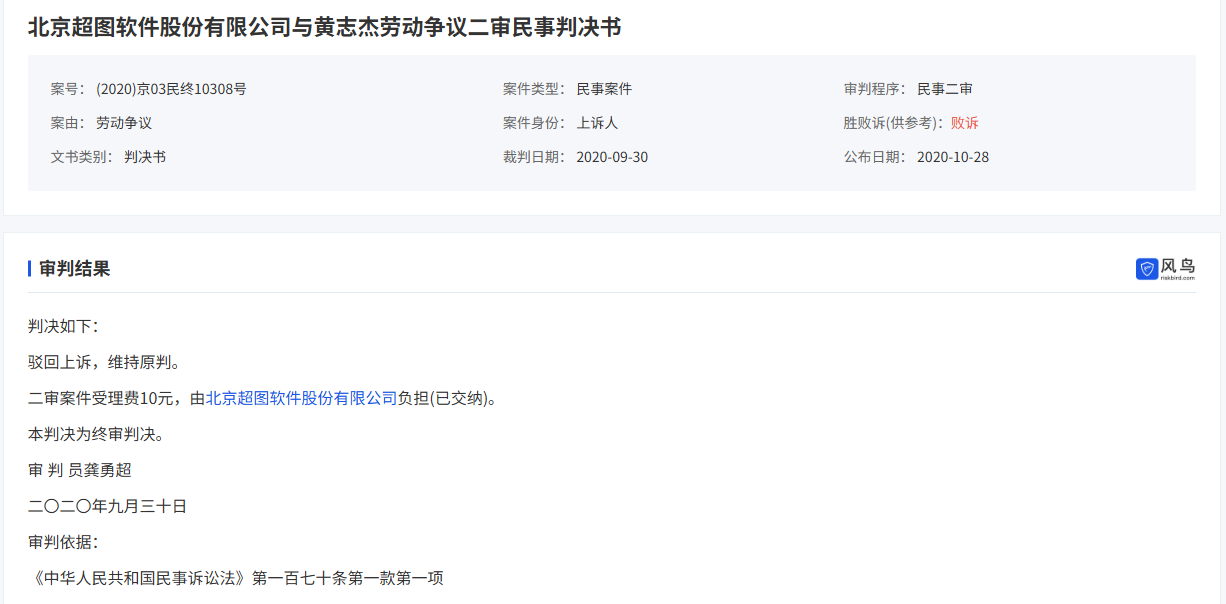 北京超图软件股份有限公司与黄志杰劳动争议二审民事判决书
案号： (2020)京03民终10308号 案件类型： 民事案件 审判程序： 民事二审
案由： 劳动争议 案件身份： 上诉人 胜败诉(供参考)： 败诉
文书类别： 判决书 裁判日期： 2020-09-30 公布日期： 2020-10-28
审判结果
风鸟
riskbird.com
判决如下：
驳回上诉，维持原判。
二审案件受理费10元，由北京超图软件股份有限公司负担(已交纳)。
本判决为终审判决。
审 判 员龚勇超
二〇二〇年九月三十日
审判依据：
《中华人民共和国民事诉讼法》第一百七十条第一款第一项